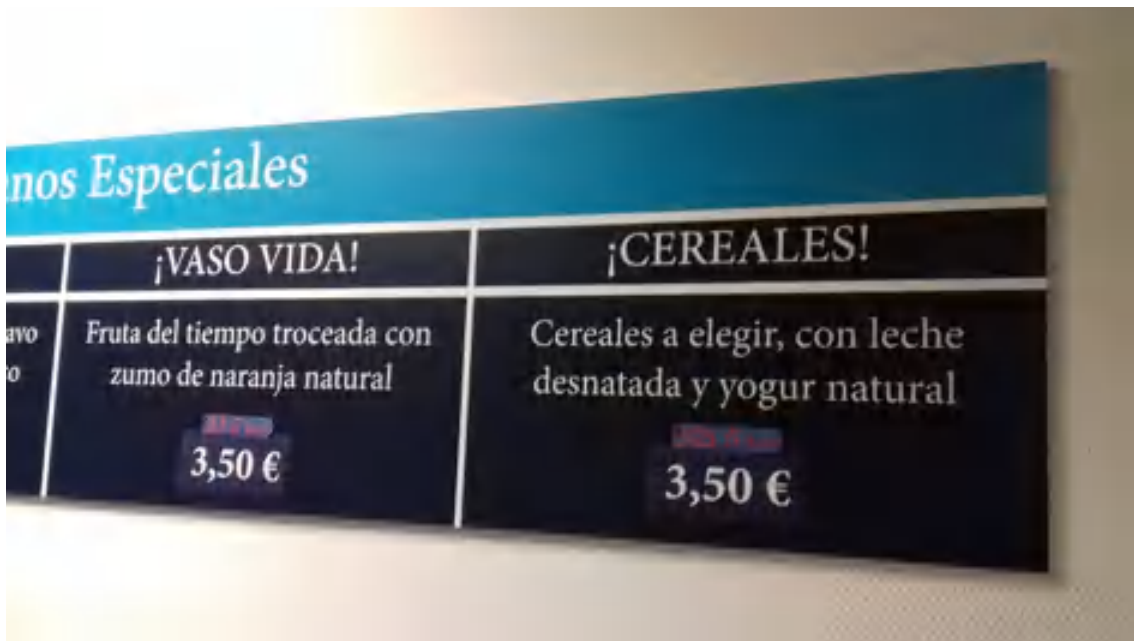 Especiales
¡VASO VIDA!
Fruta del tiempo troceada con
zumo de naranja natural
3,50 €
¡CEREALES!
Cereales a elegir, con leche
desnatada y yogur natural
3,50 €